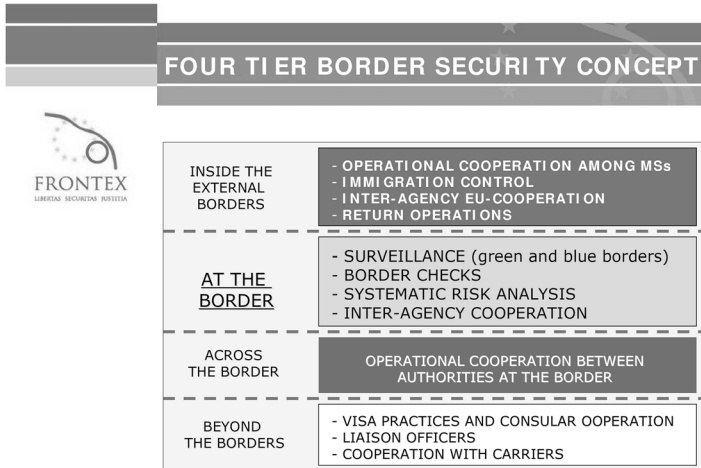 FOUR TIER BORDER SECURITY CONCEPT
FRONTEX
LIBERTAS SECURITAS JUSTITIA
INSIDE THE
EXTERNAL
BORDERS
- OPERATIONAL COOPERATION AMONG MSs
- IMMIGRATION CONTROL
- INTER-AGENCY EU-COOPERATION
- RETURN OPERATIONS
AT THE
BORDER
- SURVEILLANCE (green and blue borders)
- BORDER CHECKS
- SYSTEMATIC RISK ANALYSIS
- INTER-AGENCY COOPERATION
ACROSS
THE BORDER
OPERATIONAL COOPERATION BETWEEN
AUTHORITIES AT THE BORDER
BEYOND
THE BORDERS
- VISA PRACTICES AND CONSULAR OOPERATION
- LIAISON OFFICERS
- COOPERATION WITH CARRIERS